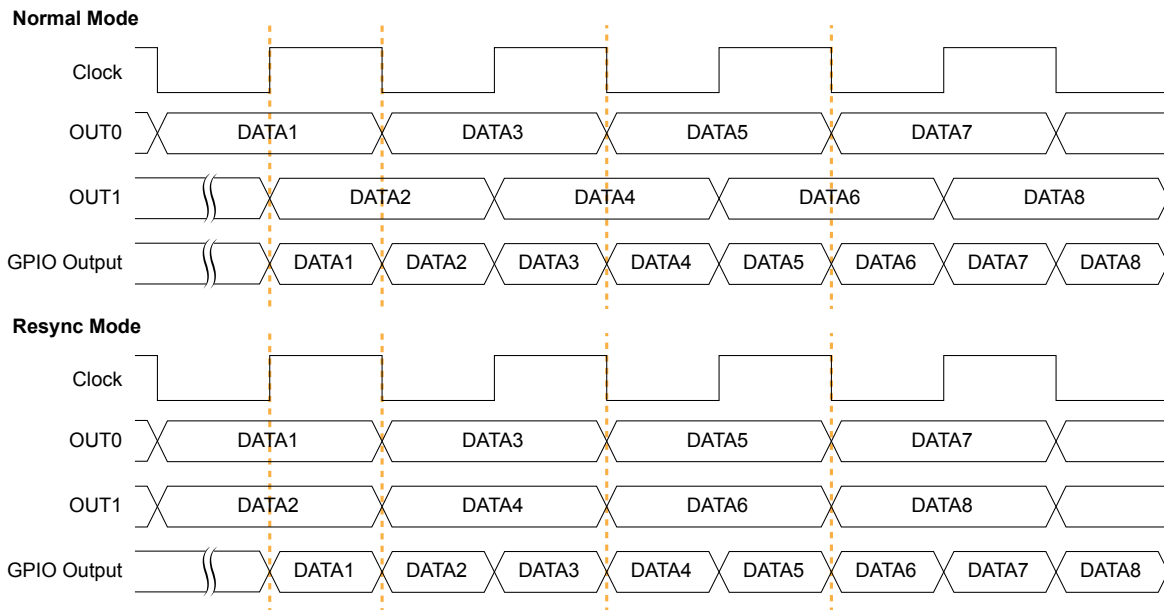 Normal Mode
Clock
OUT0 DATA1 DATA3 DATA5 DATA7
OUT1 DATA2 DATA4 DATA6 DATA8
GPIO Output DATA1 DATA2 DATA3 DATA4 DATA5 DATA6 DATA7 DATA8
Resync Mode
Clock
OUT0 DATA1 DATA3 DATA5 DATA7
OUT1 DATA2 DATA4 DATA6 DATA8
GPIO Output DATA1 DATA2 DATA3 DATA4 DATA5 DATA6 DATA7 DATA8